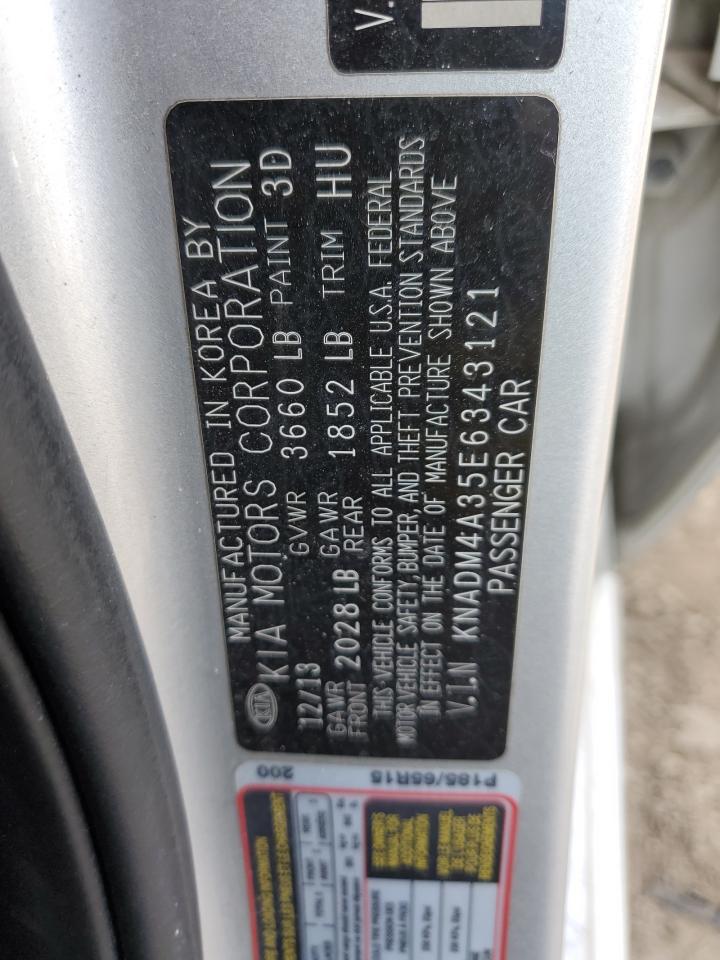 V.
MANUFACTURED IN KOREA BY
KIA KIA MOTORS CORPORATION
12/13 GVWR 3660 LB PAINT 3D
GAWR FRONT 2028 LB GAWR REAR 1852 LB TRIM HU
THIS VEHICLE CONFORMS TO ALL APPLICABLE U.S.A. FEDERAL
MOTOR VEHICLE SAFETY, BUMPER, AND THEFT PREVENTION STANDARDS
IN EFFECT ON THE DATE OF MANUFACTURE SHOWN ABOVE
V.I.N KNADM4A35E6343121
PASSENGER CAR
200
P185/65R15